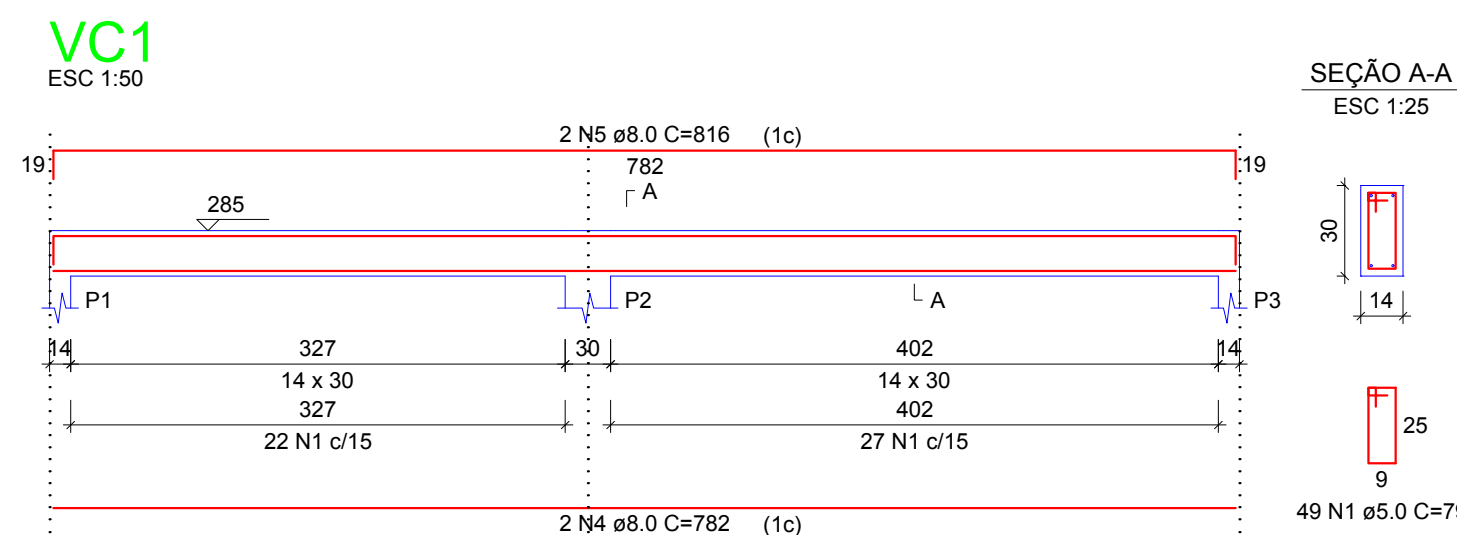 VC1
ESC 1:50
SEÇÃO A-A
ESC 1:25
2 N5 ø8.0 C=816 (1c)
19
782
19
A
285
30
P1
P2
A
P3
14
14
327
30
402
14
14 x 30
14 x 30
327
402
22 N1 c/15
27 N1 c/15
25
9
49 N1 ø5.0
2 N4 ø8.0 C=782 (1c)